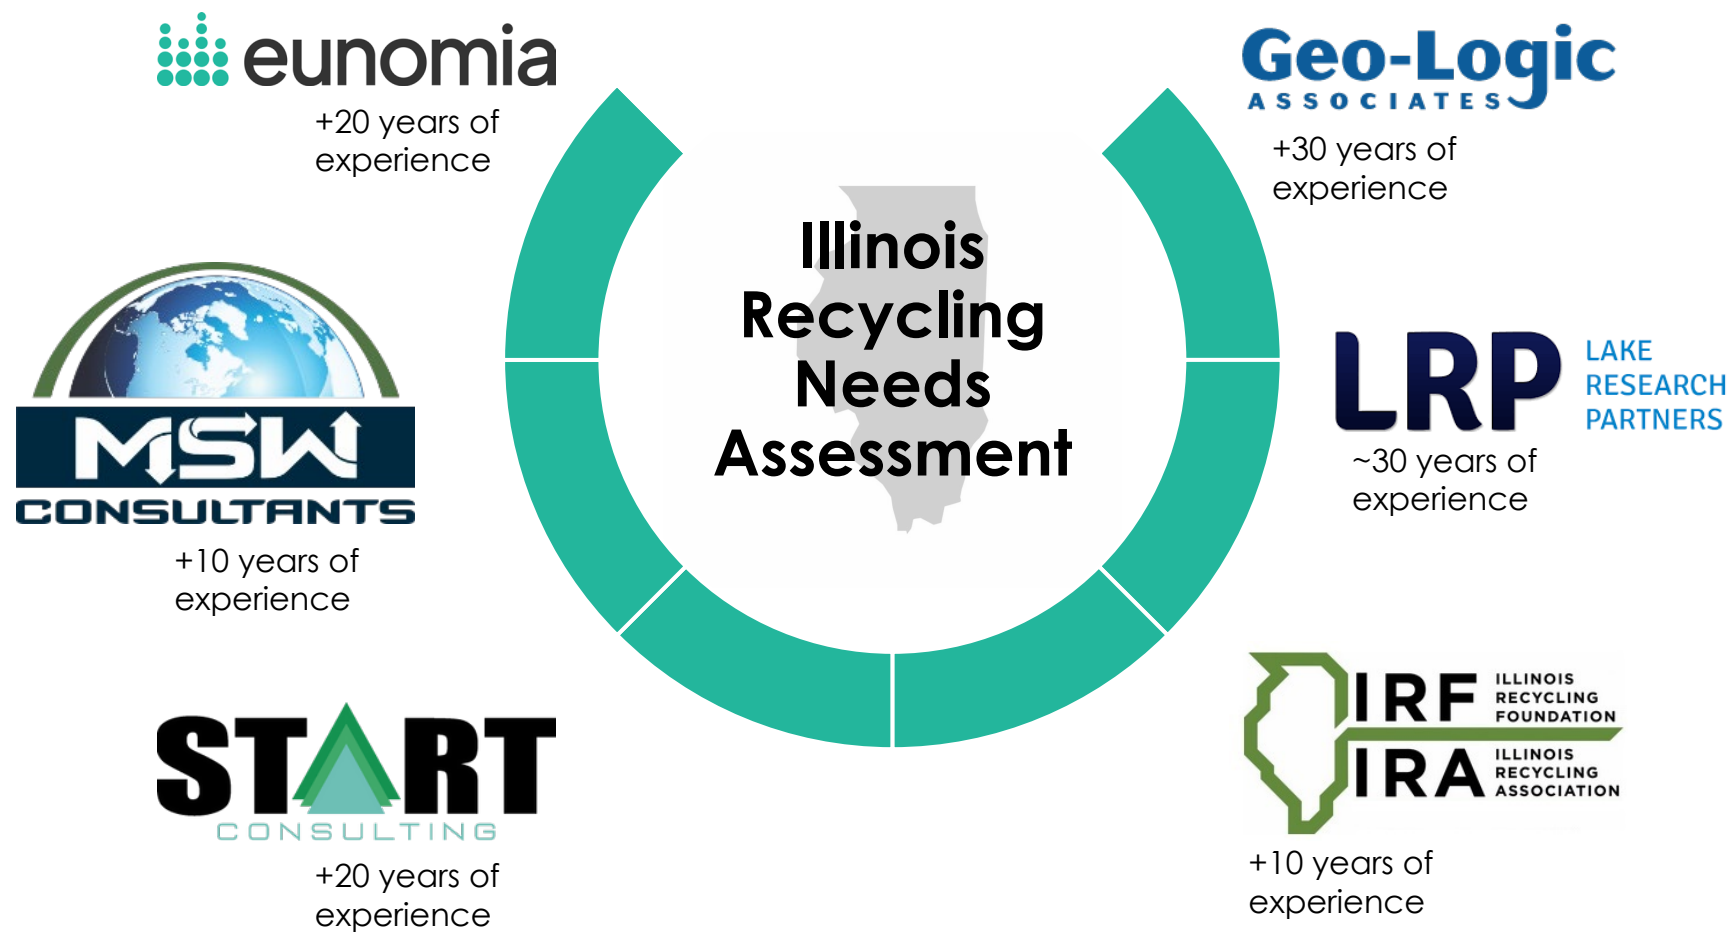 eunomia
+20 years of
experience
Geo-Logic
ASSOCIATES
+30 years of
experience
Illinois
Recycling
Needs
Assessment
MSW
CONSULTANTS
+10 years of
experience
LRP
LAKE
RESEARCH
PARTNERS
~30 years of
experience
START
CONSULTING
+20 years of
experience
IRF
ILLINOIS
RECYCLING
FOUNDATION
IRA
ILLINOIS
RECYCLING
ASSOCIATION
+10 years of
experience